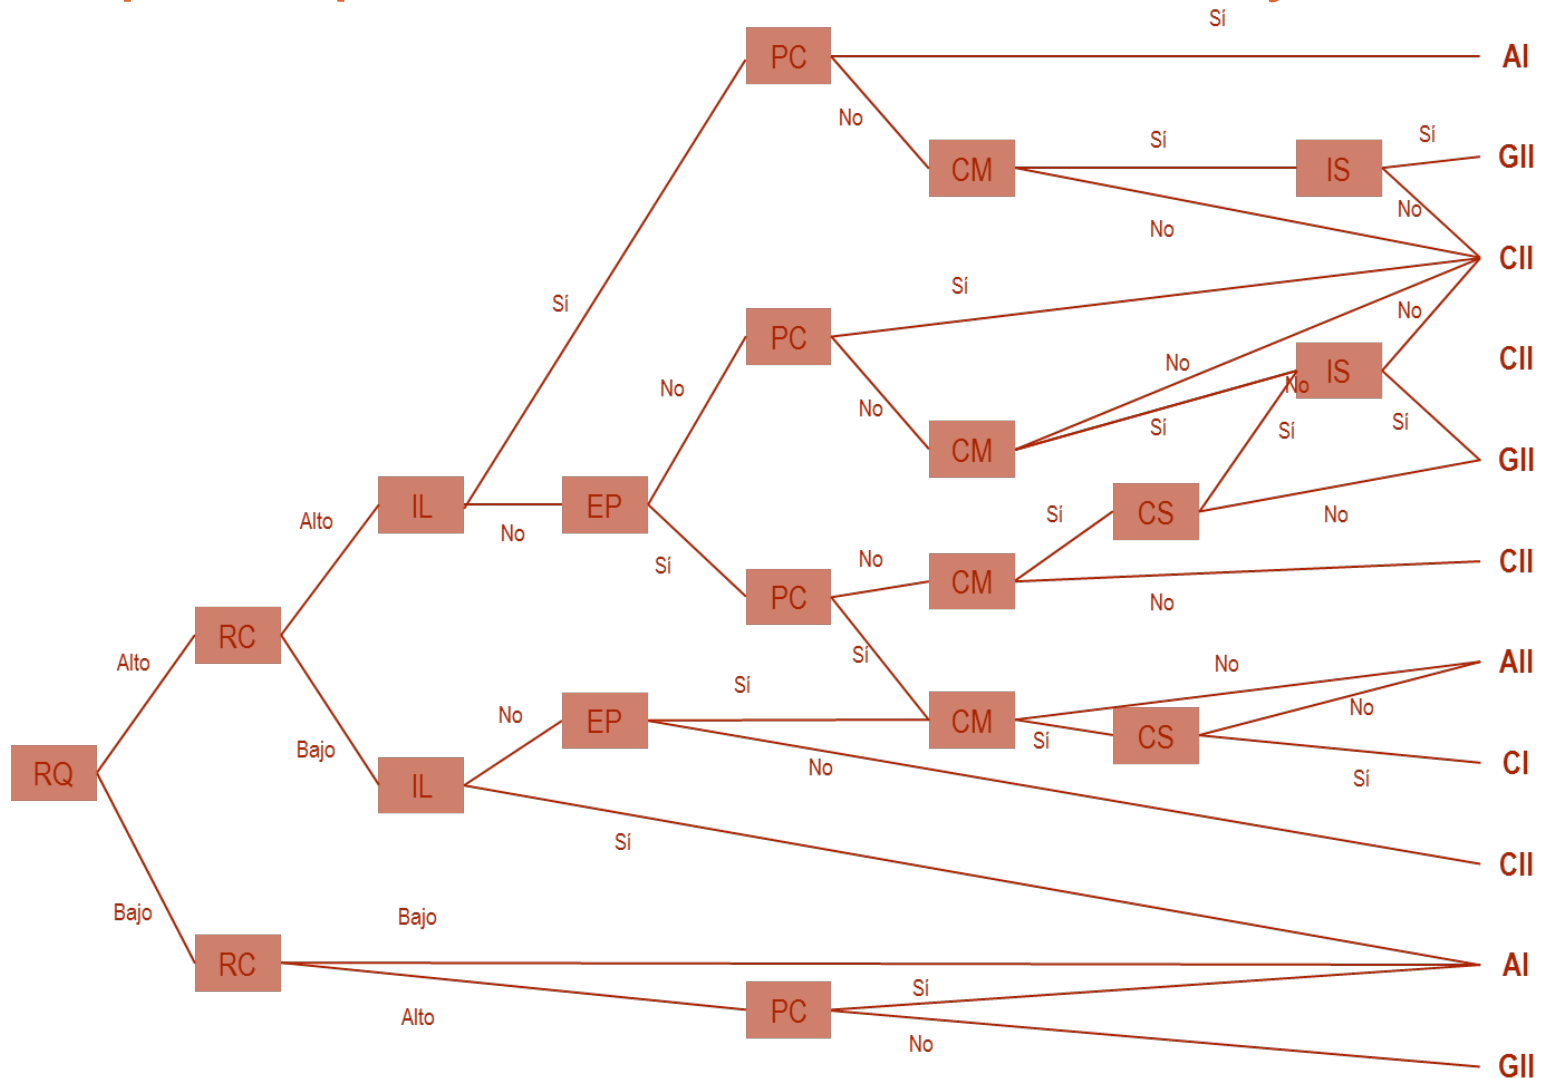 Sí
PC
AI
No
Sí
Sí
CM
IS
GII
No
No
CII
Sí
Sí
PC
No
No
IS
CII
No
No
No
Sí
Sí
Sí
CM
GII
IL
EP
CS
Alto
No
Sí
No
Sí
No
CII
PC
CM
No
RC
Alto
Sí
No
AII
Sí
No
EP
CM
No
CS
Bajo
Sí
RQ
IL
No
CI
Sí
Sí
CII
Bajo
Bajo
RC
AI
Sí
Alto
PC
No
GII